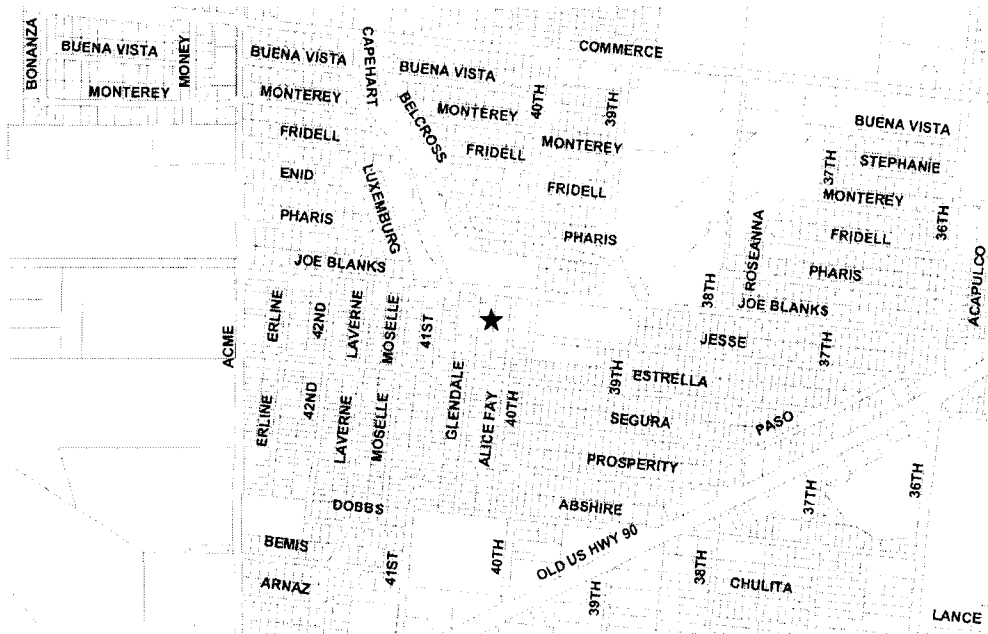 BONANZA
BUENA VISTA
MONEY
MONTEREY
BUENA VISTA
MONTEREY
FRIDELL
ENID
PHARIS
JOE BLANKS
CAPEHART
BELCROSS
LUXEMBURG
BUENA VISTA
MONTEREY
FRIDELL
40TH
39TH
COMMERCE
MONTEREY
FRIDELL
PHARIS
BUENA VISTA
STEPHANIE
37TH
MONTEREY
FRIDELL
36TH
PHARIS
ROSEANNA
38TH
JOE BLANKS
ACAPULCO
JESSE
37TH
ACME
ERLINE
42ND
LAVERNE
MOSELLE
41ST
39TH
ESTRELLA
ERLINE
42ND
LAVERNE
MOSELLE
GLENDALE
ALICE FAY
40TH
SEGURA
PASO
PROSPERITY
36TH
DOBBS
ABSHIRE
37TH
BEMIS
41ST
40TH
OLD US HWY 90
38TH
ARNAZ
39TH
CHULITA
LANCE